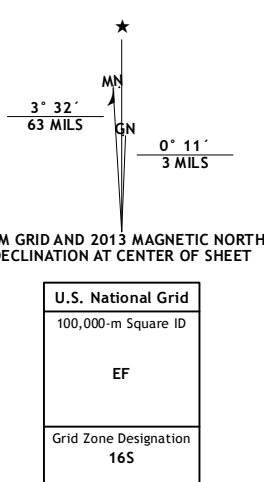 ★
MN
3° 32´
63 MILS
GN
0° 11´
3 MILS
M GRID AND 2013 MAGNETIC NORTH
DECLINATION AT CENTER OF SHEET
U.S. National Grid
100,000-m Square ID
EF
Grid Zone Designation
16S